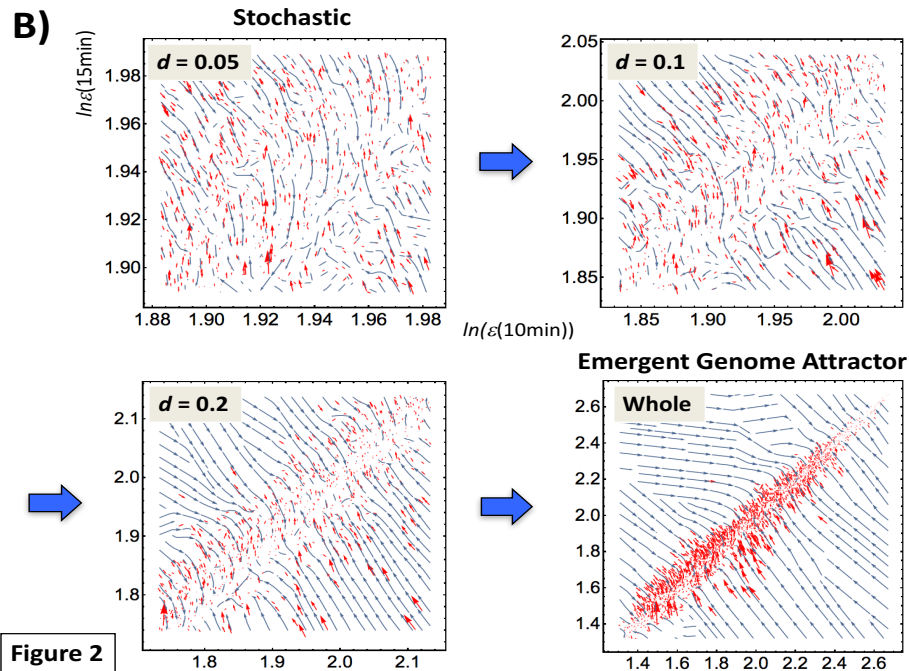 B)
Stochastic
lnε(15min)
d = 0.05
1.98
1.96
1.94
1.92
1.90
1.88 1.90 1.92 1.94 1.96 1.98
d = 0.1
2.05
2.00
1.95
1.90
1.85
1.85 1.90 1.95 2.00
ln(ε(10min))
Emergent Genome Attractor
d = 0.2
2.1
2.0
1.9
1.8
1.8 1.9 2.0 2.1
Whole
2.6
2.4
2.2
2.0
1.8
1.6
1.4
1.4 1.6 1.8 2.0 2.2 2.4 2.6
Figure 2